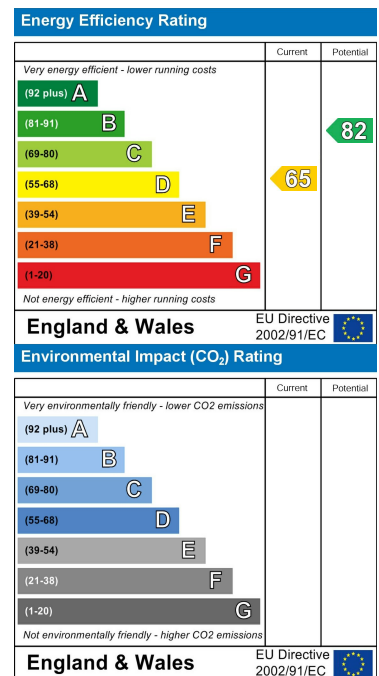 Energy Efficiency Rating
Current Potential
Very energy efficient - lower running costs
(92 plus) A
(81-91) B 82
(69-80) C
(55-68) D 65
(39-54) E
(21-38) F
(1-20) G
Not energy efficient - higher running costs
England & Wales EU Directive
2002/91/EC
Environmental Impact (CO₂) Rating
Current Potential
Very environmentally friendly - lower CO2 emissions
(92 plus) A
(81-91) B
(69-80) C
(55-68) D
(39-54) E
(21-38) F
(1-20) G
Not environmentally friendly - higher CO2 emissions
England & Wales EU Directive
2002/91/EC